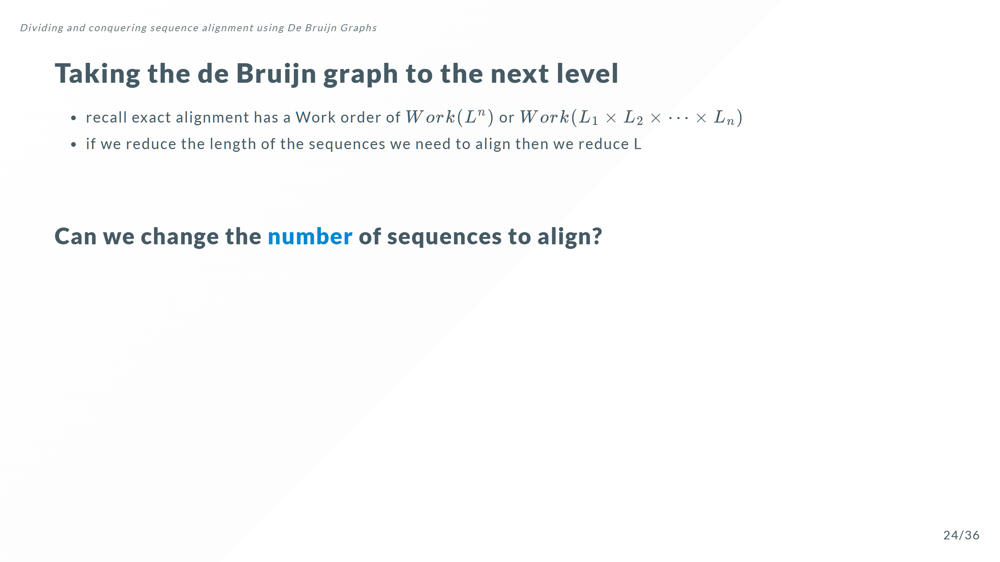 Dividing and conquering sequence alignment using De Bruijn Graphs
Taking the de Bruijn graph to the next level
• recall exact alignment has a Work order of $Work(L^n)$ or $Work(L_1 \times L_2 \times \cdots \times L_n)$
• if we reduce the length of the sequences we need to align then we reduce L
Can we change the number of sequences to align?
24/36